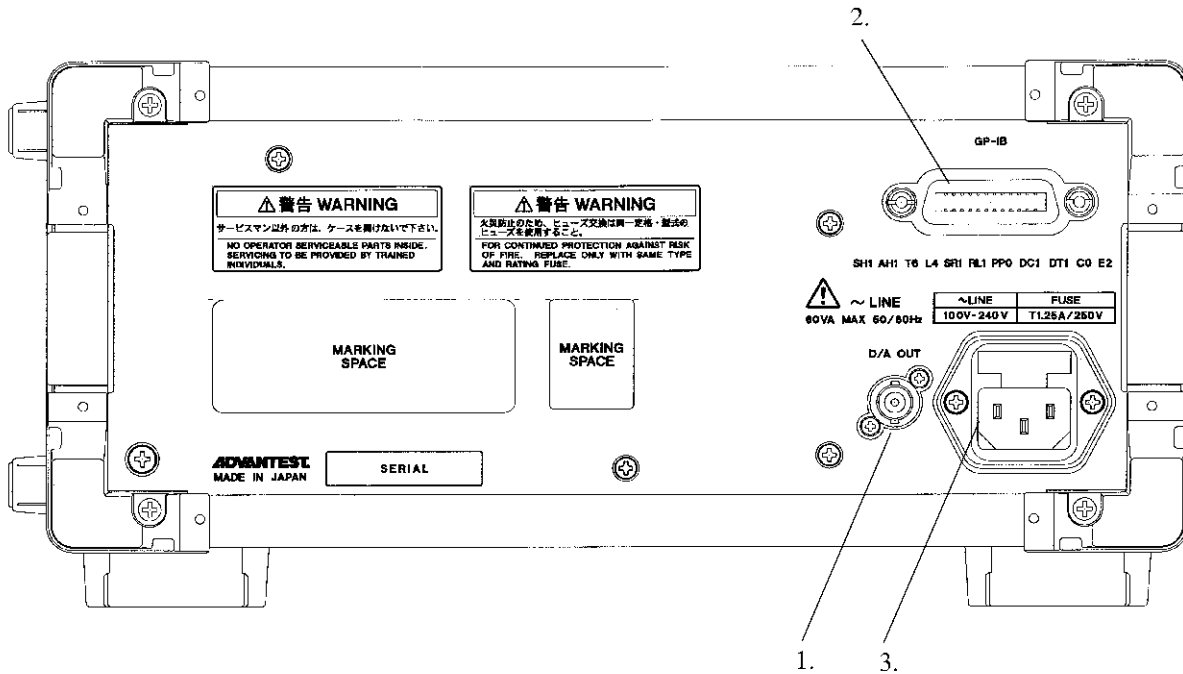 2.
GP-IB
⚠ 警告 WARNING
サービスマン以外の方は、ケースを開けないで下さい。
NO OPERATOR SERVICEABLE PARTS INSIDE.
SERVICING TO BE PROVIDED BY TRAINED
INDIVIDUALS.
⚠ 警告 WARNING
火災防止のため、ヒューズ交換は同一定格・型式の
ヒューズを使用すること。
FOR CONTINUED PROTECTION AGAINST RISK
OF FIRE. REPLACE ONLY WITH SAME TYPE
AND RATING FUSE.
SH1 AH1 T6 L4 SR1 RL1 PP0 DC1 DT1 C0 E2
⚠ ~ LINE
60VA MAX 50/60Hz
~LINE FUSE
100V-240V T1.25A/250V
MARKING
SPACE
MARKING
SPACE
D/A OUT
ADVANTEST.
MADE IN JAPAN
SERIAL
1.
3.